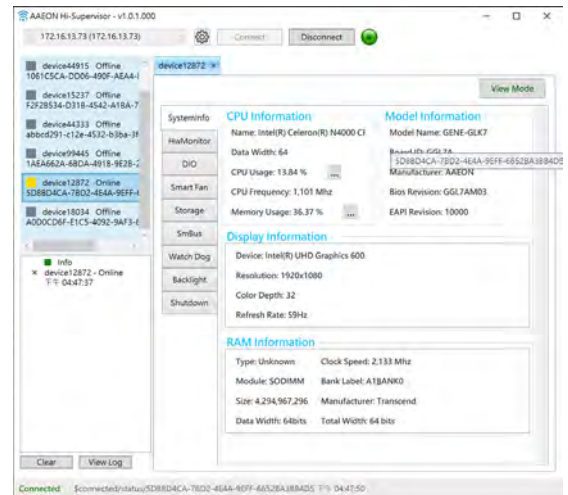 AAEON Hi-Supervisor - v1.0.1.000
172.16.13.73 (172.16.13.73)
Connect
Disconnect
device44915 Offline
1061C5CA-DD06-490F-AEA4-
device15237 Offline
F2F28534-D318-4542-A18A-7
device44333 Offline
abbcd291-c12e-4532-b3ba-3f
device99445 Offline
1AEA662A-6BDA-4918-9E2B-
device12872 Online
5D88D4CA-7BD2-4E4A-9EFF-
device18034 Offline
A0D0CD6F-E1C5-4092-9AF3-
Info
device12872 - Online
下午 04:47:37
Clear
View Log
device12872
View Mode
Systeminfo
HwMonitor
DIO
Smart Fan
Storage
SmBus
Watch Dog
Backlight
Shutdown
CPU Information
Name: Intel(R) Celeron(R) N4000 CF
Data Width: 64
CPU Usage: 13.84 %
...
CPU Frequency: 1,101 Mhz
Memory Usage: 36.37 %
...
Model Information
Model Name: GENE-GLK7
5D88D4CA-7BD2-4E4A-9EFF-6652BA3B84D5
Manufacturer: AAEON
Bios Revision: GGL7AM03
EAPI Revision: 10000
Display Information
Device: Intel(R) UHD Graphics 600
Resolution: 1920x1080
Color Depth: 32
Refresh Rate: 59Hz
RAM Information
Type: Unknown
Clock Speed: 2,133 Mhz
Module: SODIMM
Bank Label: A1BANK0
Size: 4,294,967,296
Manufacturer: Transcend
Data Width: 64bits
Total Width: 64 bits
Connected